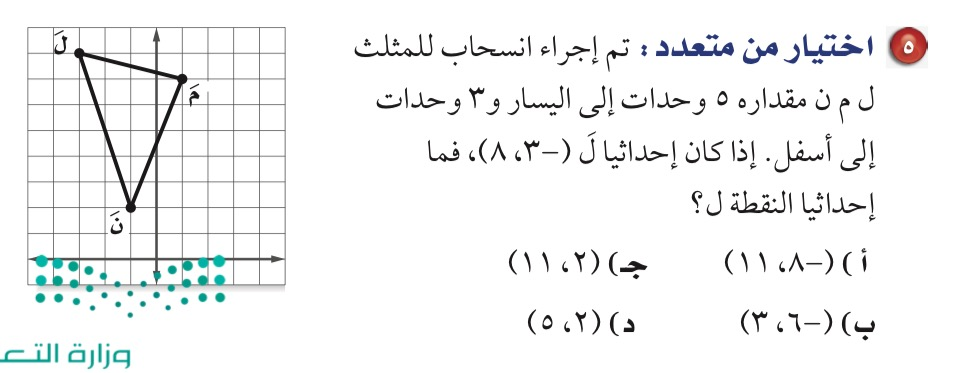 ٥ اختيار من متعدد : تم إجراء انسحاب للمثلث
ل م ن مقداره ٥ وحدات إلى اليسار و٣ وحدات
إلى أسفل. إذا كان إحداثيا لَ (−٣، ٨)، فما
إحداثيا النقطة ل؟
أ ) (−٨، ١١) جـ) (٢، ١١)
ب) (−٦، ٣) د) (٢، ٥)
لَ
مَ
نَ
وزارة التعـ